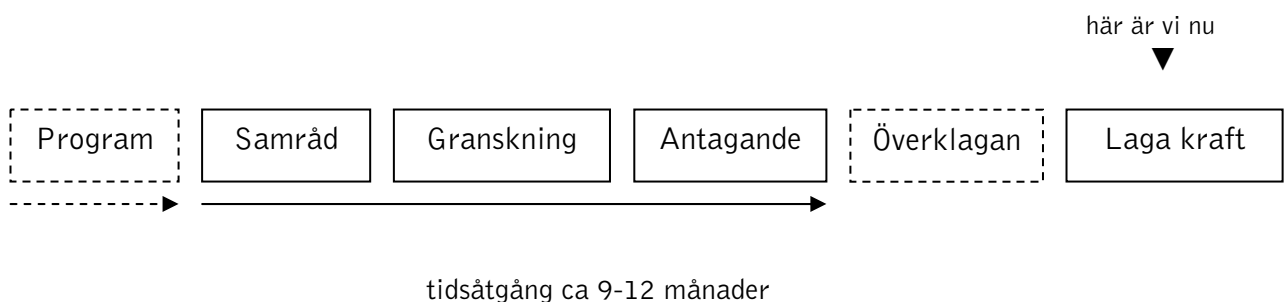 här är vi nu
Program Samråd Granskning Antagande Överklagan Laga kraft
tidsåtgång ca 9-12 månader